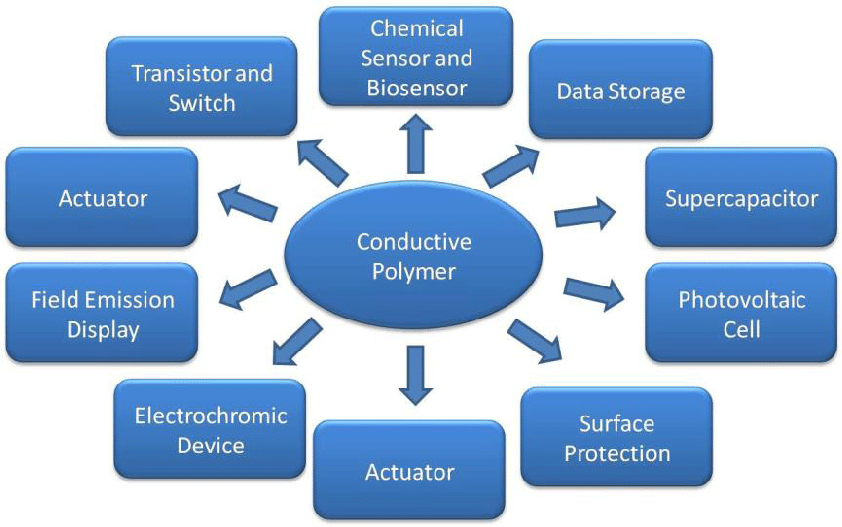 Chemical
Sensor and
Biosensor
Transistor and
Switch
Data Storage
Actuator
Supercapacitor
Conductive
Polymer
Field Emission
Display
Photovoltaic
Cell
Electrochromic
Device
Surface
Protection
Actuator